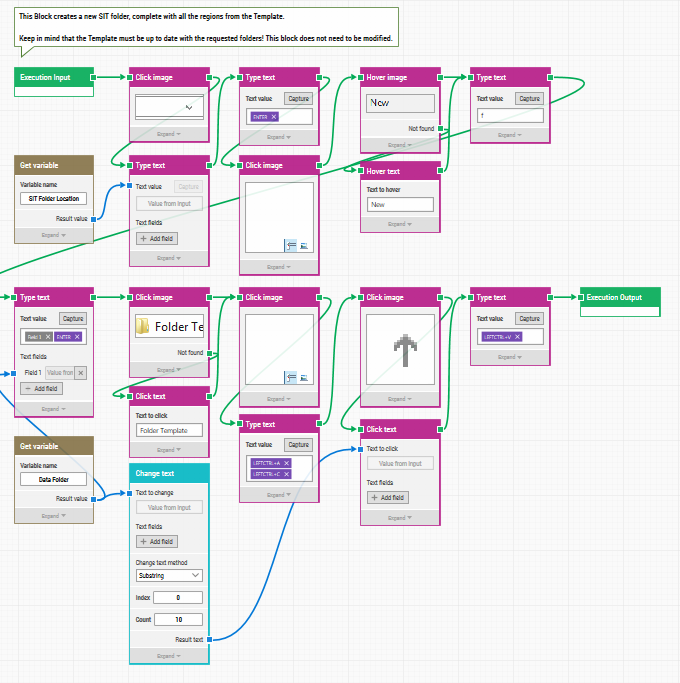 This Block creates a new SIT folder, complete with all the regions from the Template.
Keep in mind that the Template must be up to date with the requested folders! This block does not need to be modified.
Execution Input
Click image
Expand
Type text
Text value
Capture
ENTER ×
Expand
Hover image
New
Not found
Expand
Type text
Text value
Capture
f
Expand
Get variable
Variable name
SIT Folder Location
Result value
Expand
Type text
Text value
Capture
Value from input
Text fields
+ Add field
Expand
Click image
Expand
Hover text
Text to hover
New
Expand
Type text
Text value
Capture
Field 1 × ENTER ×
Text fields
Field 1
Value from
×
+ Add field
Expand
Click image
Folder Te
Not found
Expand
Click image
Expand
Click image
Expand
Type text
Text value
Capture
LEFTCTRL+V ×
Expand
Execution Output
Click text
Text to click
Folder Template
Expand
Type text
Text value
Capture
LEFTCTRL+A ×
LEFTCTRL+C ×
Expand
Click text
Text to click
Value from input
Text fields
+ Add field
Expand
Get variable
Variable name
Data Folder
Result value
Expand
Change text
Text to change
Value from input
Text fields
+ Add field
Change text method
Substring
Index
0
Count
10
Result text
Expand